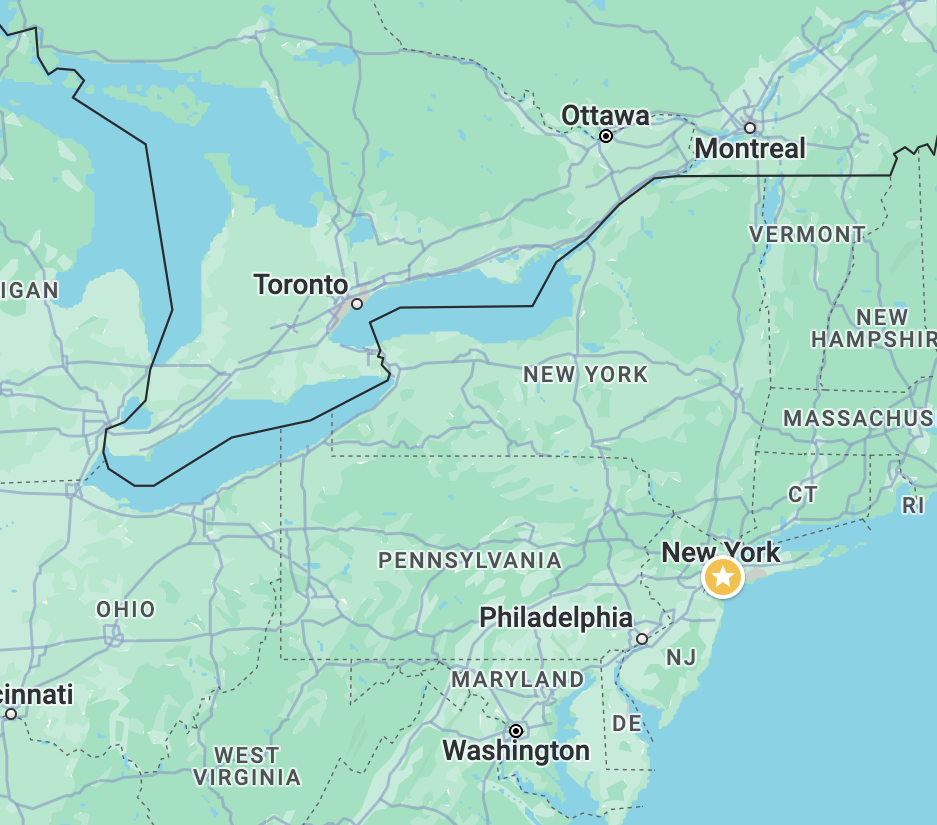 Ottawa
Montreal
VERMONT
Toronto
IGAN
NEW
HAMPSHIR
NEW YORK
MASSACHUS
CT
RI
New York
PENNSYLVANIA
OHIO
Philadelphia
NJ
MARYLAND
cinnati
DE
Washington
WEST
VIRGINIA